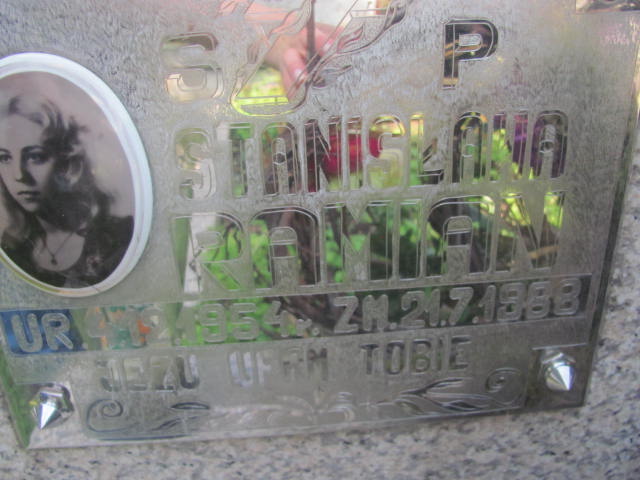 S P
STANISŁAWA
RAMIAN
UR. 1954r. ZM. 21.7.1988
JEZU UFAM TOBIE